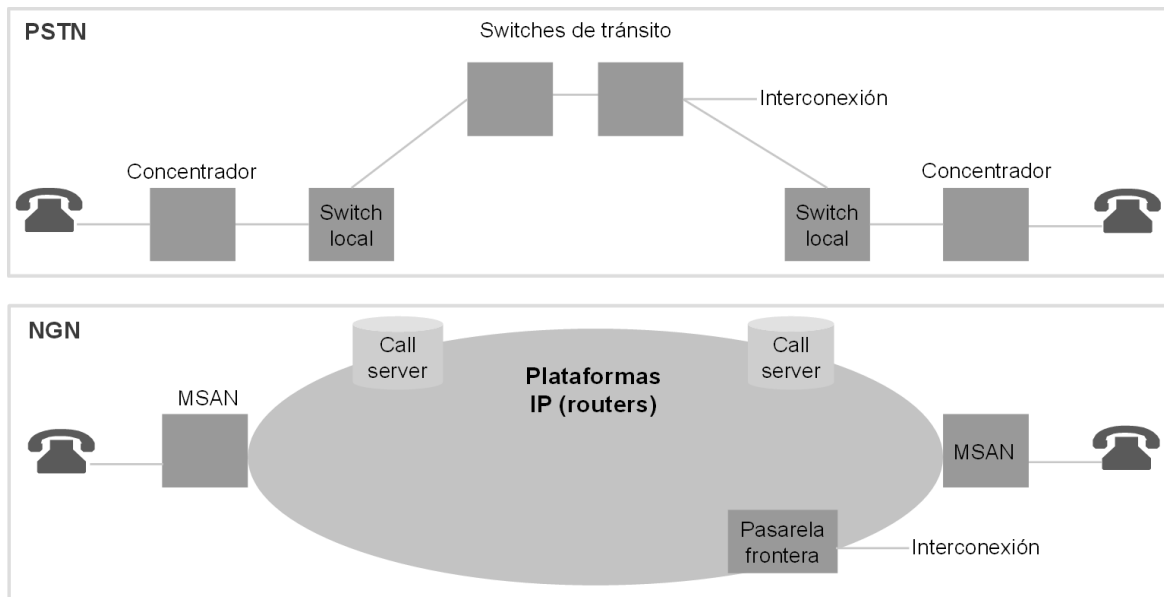 PSTN
Switches de tránsito
Interconexión
Concentrador
Concentrador
Switch
local
Switch
local
NGN
Call
server
Call
server
Plataformas
IP (routers)
MSAN
MSAN
Pasarela
frontera
Interconexión